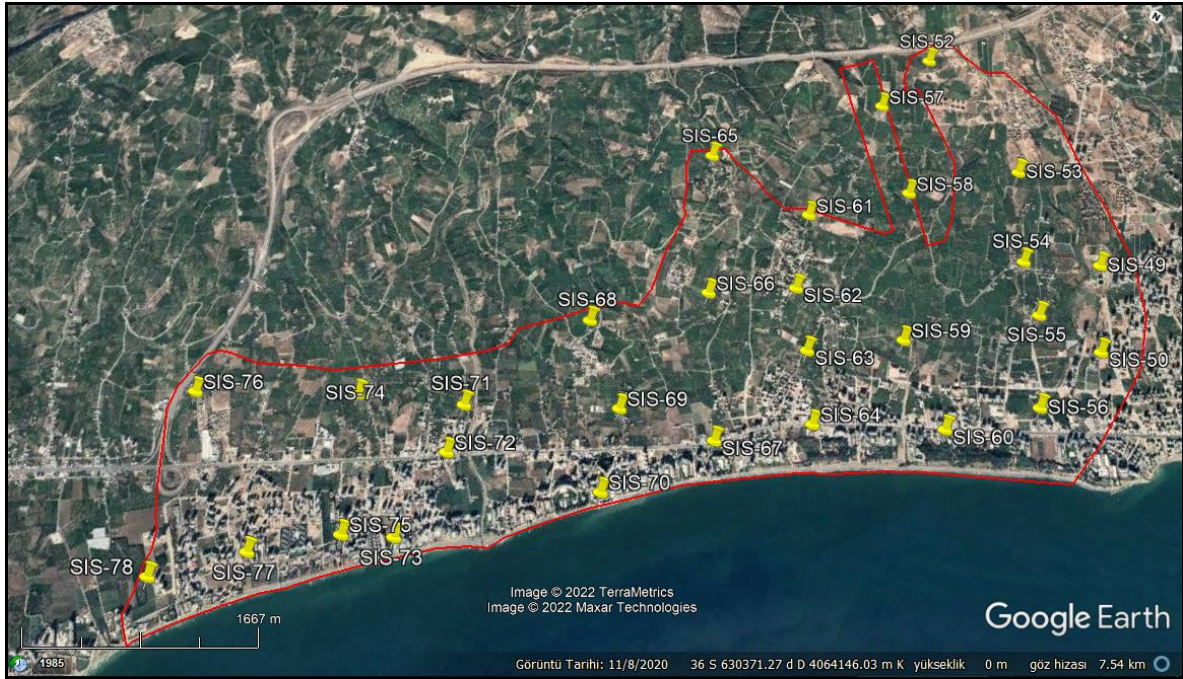 N
SIS-52
SIS-57
SIS-65
SIS-53
SIS-58
SIS-61
SIS-54
SIS-49
SIS-66
SIS-62
SIS-68
SIS-55
SIS-59
SIS-63
SIS-50
SIS-76
SIS-74
SIS-71
SIS-69
SIS-56
SIS-64
SIS-60
SIS-72
SIS-67
SIS-70
SIS-75
SIS-73
SIS-78
SIS-77
Image © 2022 TerraMetrics
Image © 2022 Maxar Technologies
Google Earth
1667 m
1985
Görüntü Tarihi: 11/8/2020 36 S 630371.27 d D 4064146.03 m K yükseklik 0 m göz hizası 7.54 km